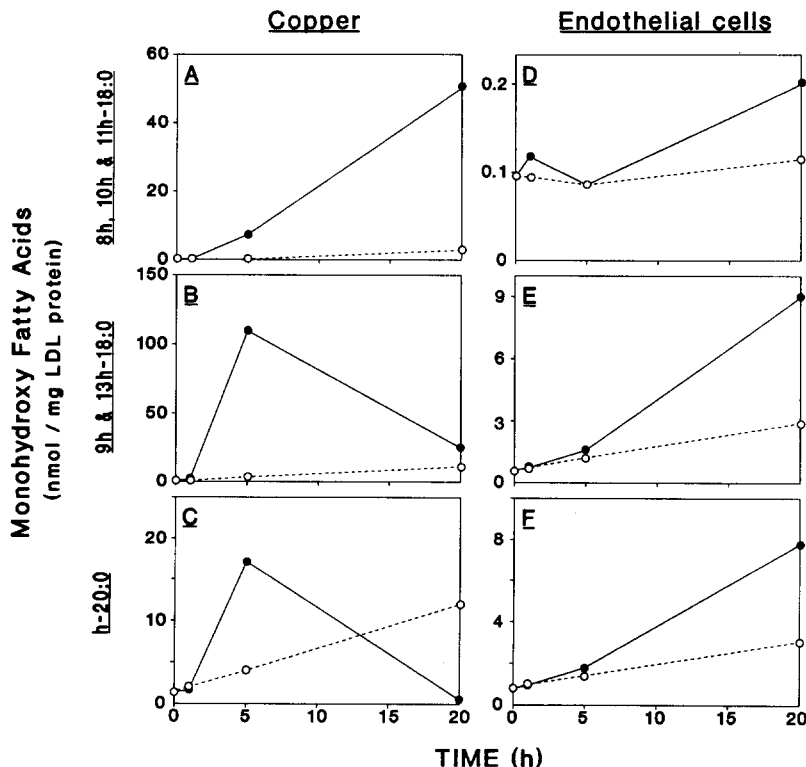 Copper
Endothelial cells
Monohydroxy Fatty Acids
(nmol / mg LDL protein)
8h, 10h & 11h-18:0
A
60
40
20
0
D
0.2
0.1
0
9h & 13h-18:0
B
150
100
50
0
E
9
6
3
0
h-20:0
C
20
10
0
F
8
4
0
0 5 10 15 20
0 5 10 15 20
TIME (h)